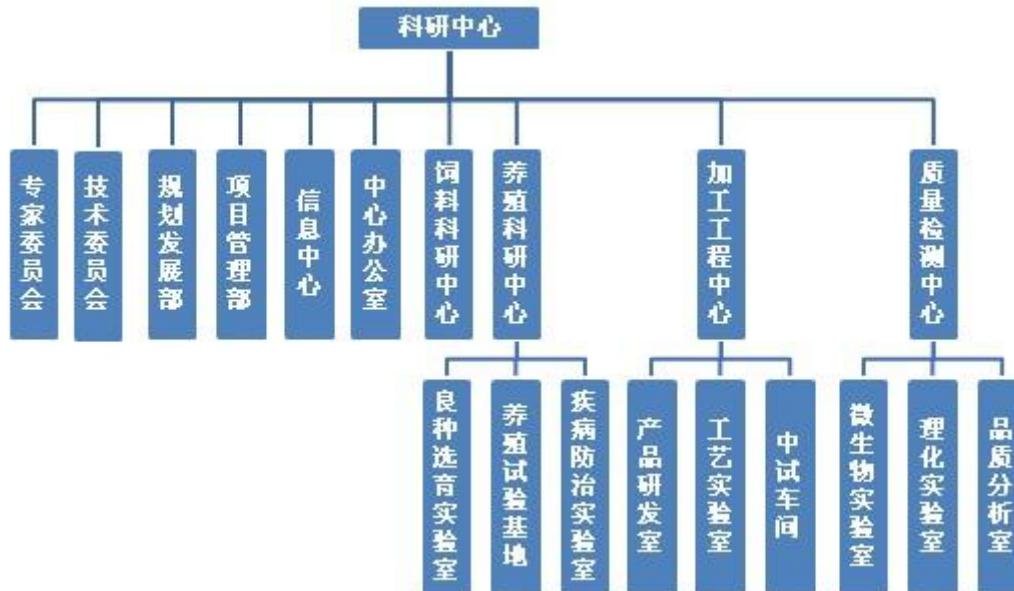 科研中心
专家委员会
技术委员会
规划发展部
项目管理部
信息中心
中心办公室
饲料科研中心
养殖科研中心
加工工程中心
质量检测中心
良种选育实验室
养殖试验基地
疾病防治实验室
产品研发室
工艺实验室
中试车间
微生物实验室
理化实验室
品质分析室